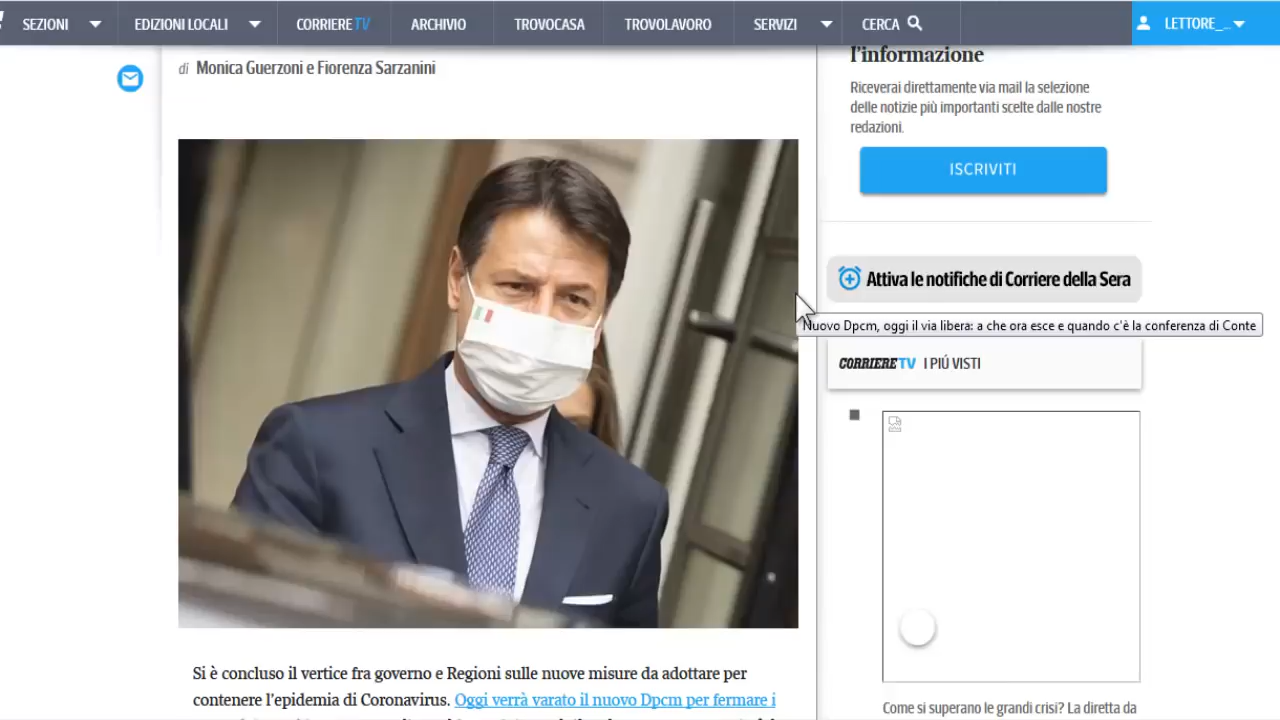 SEZIONI
EDIZIONI LOCALI
CORRIERETV
ARCHIVIO
TROVOCASA
TROVOLAVORO
SERVIZI
CERCA
LETTORE_...
di Monica Guerzoni e Fiorenza Sarzanini
l'informazione
Riceverai direttamente via mail la selezione
delle notizie più importanti scelte dalle nostre
redazioni.
ISCRIVITI
Attiva le notifiche di Corriere della Sera
Nuovo Dpcm, oggi il via libera: a che ora esce e quando c'è la conferenza di Conte
CORRIERETV I PIÚ VISTI
Si è concluso il vertice fra governo e Regioni sulle nuove misure da adottare per
contenere l'epidemia di Coronavirus. Oggi verrà varato il nuovo Dpcm per fermare i
Come si superano le grandi crisi? La diretta da